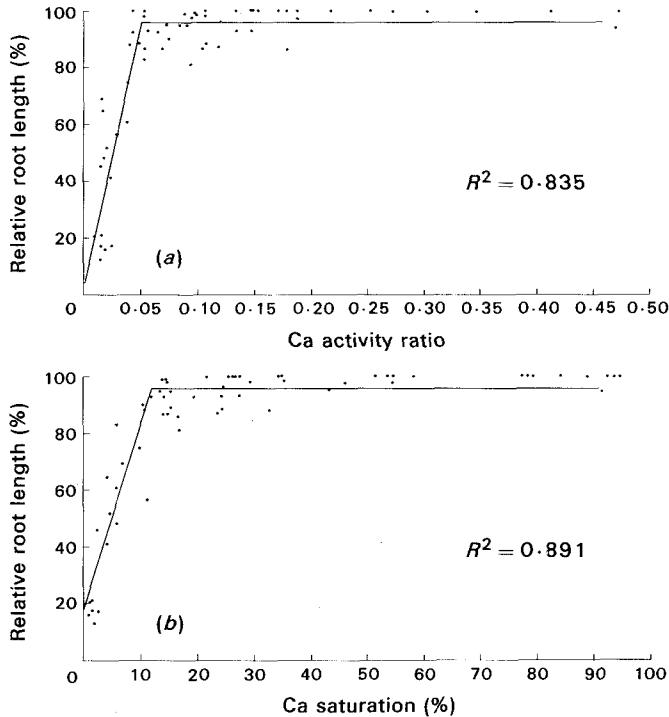 Relative root length (%)
100
80
60
40
20
0
R² = 0·835
(a)
0·05 0·10 0·15 0·20 0·25 0·30 0·35 0·40 0·45 0·50
Ca activity ratio
Relative root length (%)
100
80
60
40
20
0
R² = 0·891
(b)
10 20 30 40 50 60 70 80 90 100
Ca saturation (%)